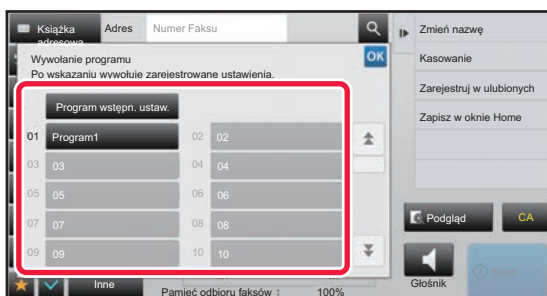 Książka
adresowa
Adres
Numer Faksu
Wywołanie programu
OK
Po wskazaniu wywołuje zarejestrowane ustawienia.
Program wstępn. ustaw.
01 Program1
02 02
03 03
04 04
05 05
06 06
07 07
08 08
09 09
10 10
Inne
Pamięć odbioru faksów : 100%
Zmień nazwę
Kasowanie
Zarejestruj w ulubionych
Zapisz w oknie Home
Podgląd
CA
Głośnik
Start